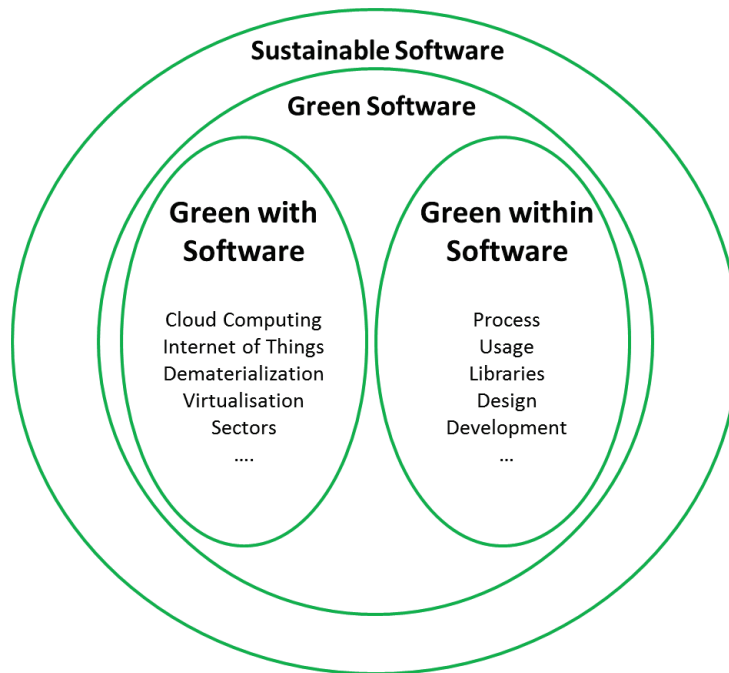 Sustainable Software
Green Software
Green with
Software
Cloud Computing
Internet of Things
Dematerialization
Virtualisation
Sectors
....
Green within
Software
Process
Usage
Libraries
Design
Development
...